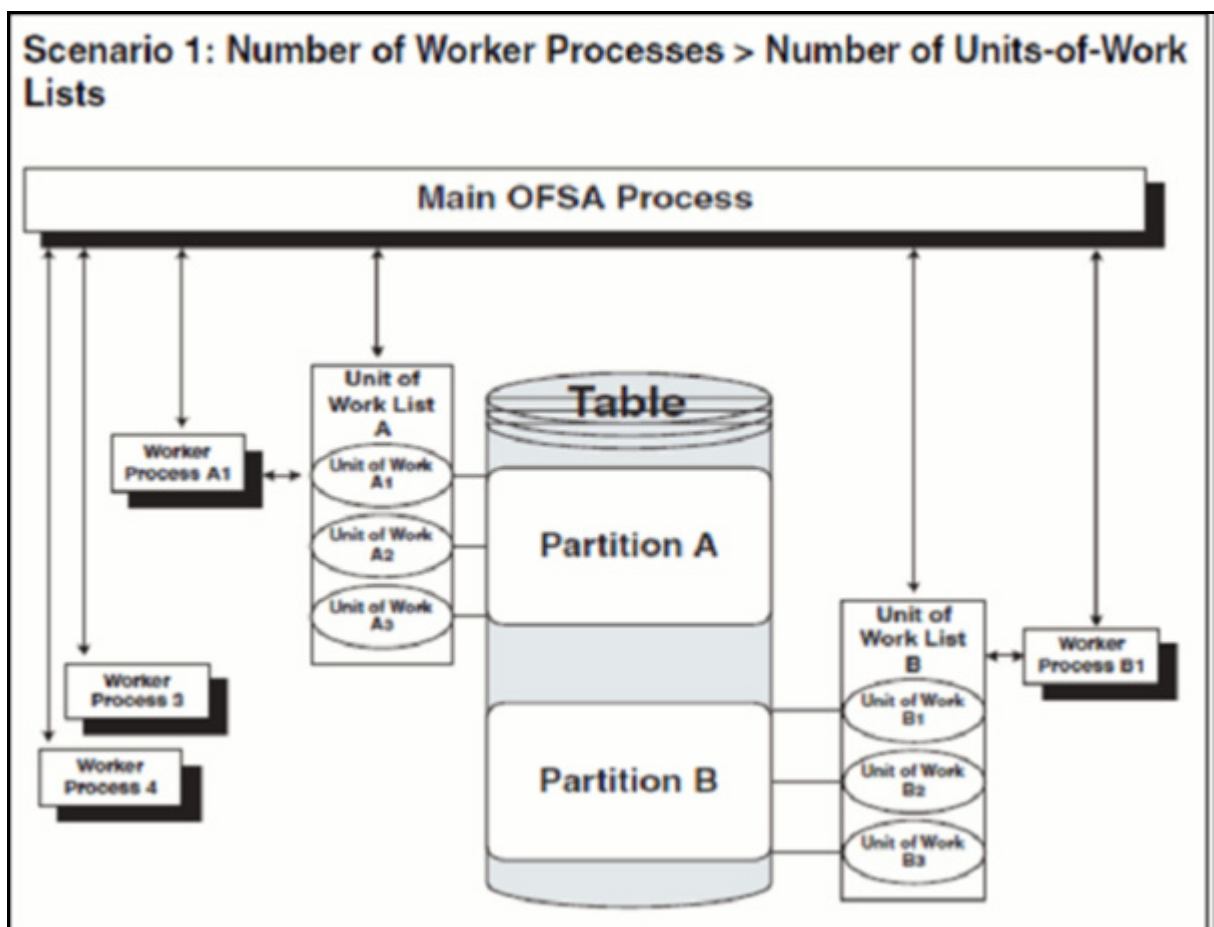 Scenario 1: Number of Worker Processes > Number of Units-of-Work
Lists
Main OFSA Process
Unit of
Work List
A
Unit of Work
A1
Unit of Work
A2
Unit of Work
A3
Worker
Process A1
Table
Partition A
Partition B
Worker
Process 3
Worker
Process 4
Unit of
Work List
B
Unit of Work
B1
Unit of Work
B2
Unit of Work
B3
Worker
Process B1